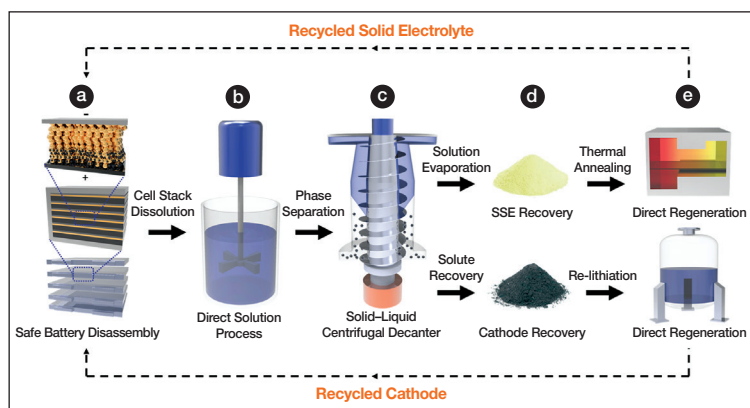 Recycled Solid Electrolyte
a
b
c
d
e
-
+
Cell Stack
Dissolution
Phase
Separation
Solution
Evaporation
Thermal
Annealing
SSE Recovery
Direct Regeneration
Solute
Recovery
Re-lithiation
Safe Battery Disassembly
Direct Solution
Process
Solid–Liquid
Centrifugal Decanter
Cathode Recovery
Direct Regeneration
Recycled Cathode